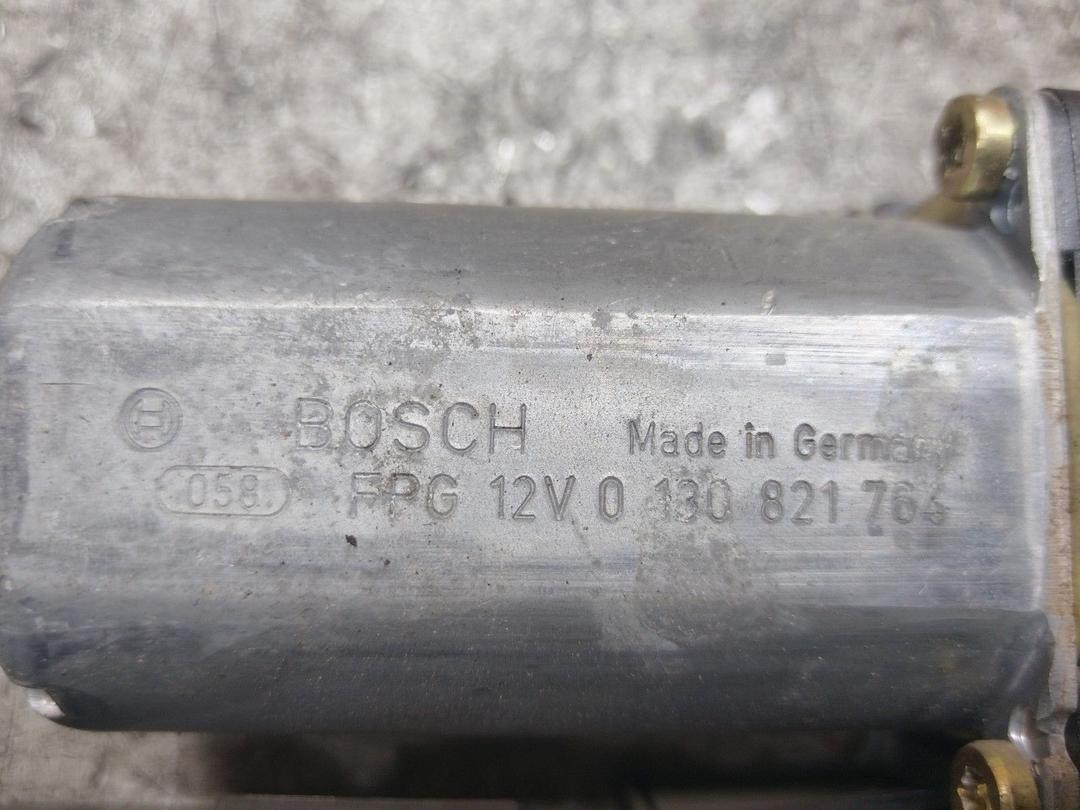 BOSCH Made in Germany
058 FPG 12V 0 130 821 764